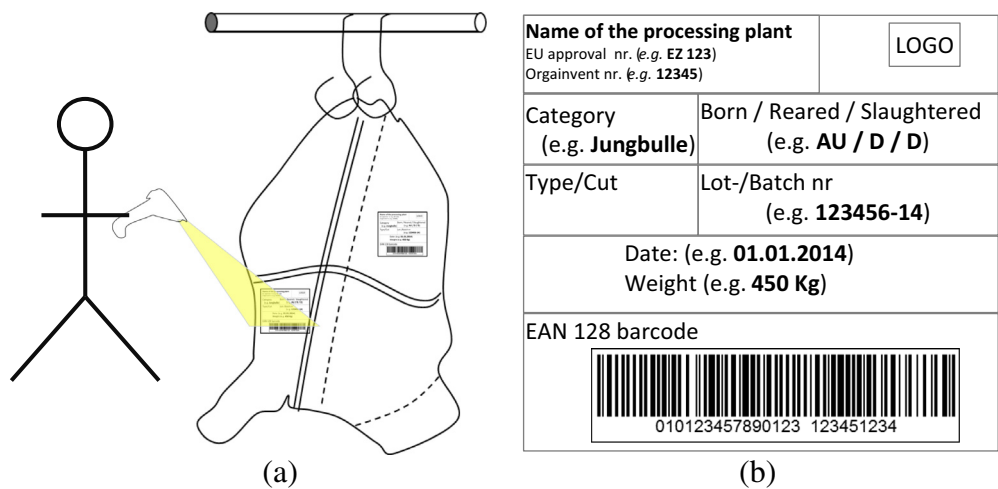 Name of the processing plant
EU approval nr. (e.g. EZ 123)
Orgainvent nr. (e.g. 12345)
LOGO
Category
(e.g. Jungbulle)
Born / Reared / Slaughtered
(e.g. AU / D / D)
Type/Cut
Lot-/Batch nr
(e.g. 123456-14)
Date: (e.g. 01.01.2014)
Weight (e.g. 450 Kg)
EAN 128 barcode
010123457890123 123451234
(a)
(b)